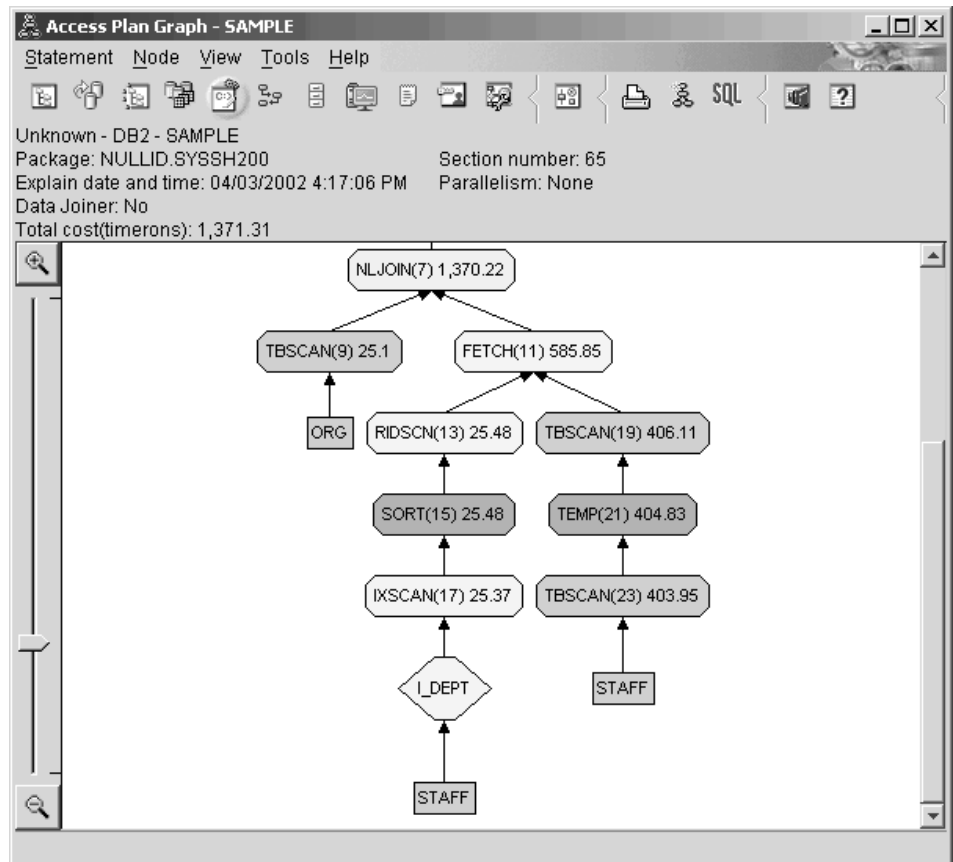 Access Plan Graph - SAMPLE
Statement Node View Tools Help
SQL ?
Unknown - DB2 - SAMPLE
Package: NULLID.SYSSH200 Section number: 65
Explain date and time: 04/03/2002 4:17:06 PM Parallelism: None
Data Joiner: No
Total cost(timerons): 1,371.31
NLJOIN(7) 1,370.22
TBSCAN(9) 25.1 FETCH(11) 585.85
ORG RIDSCN(13) 25.48 TBSCAN(19) 406.11
SORT(15) 25.48 TEMP(21) 404.83
IXSCAN(17) 25.37 TBSCAN(23) 403.95
I_DEPT STAFF
STAFF